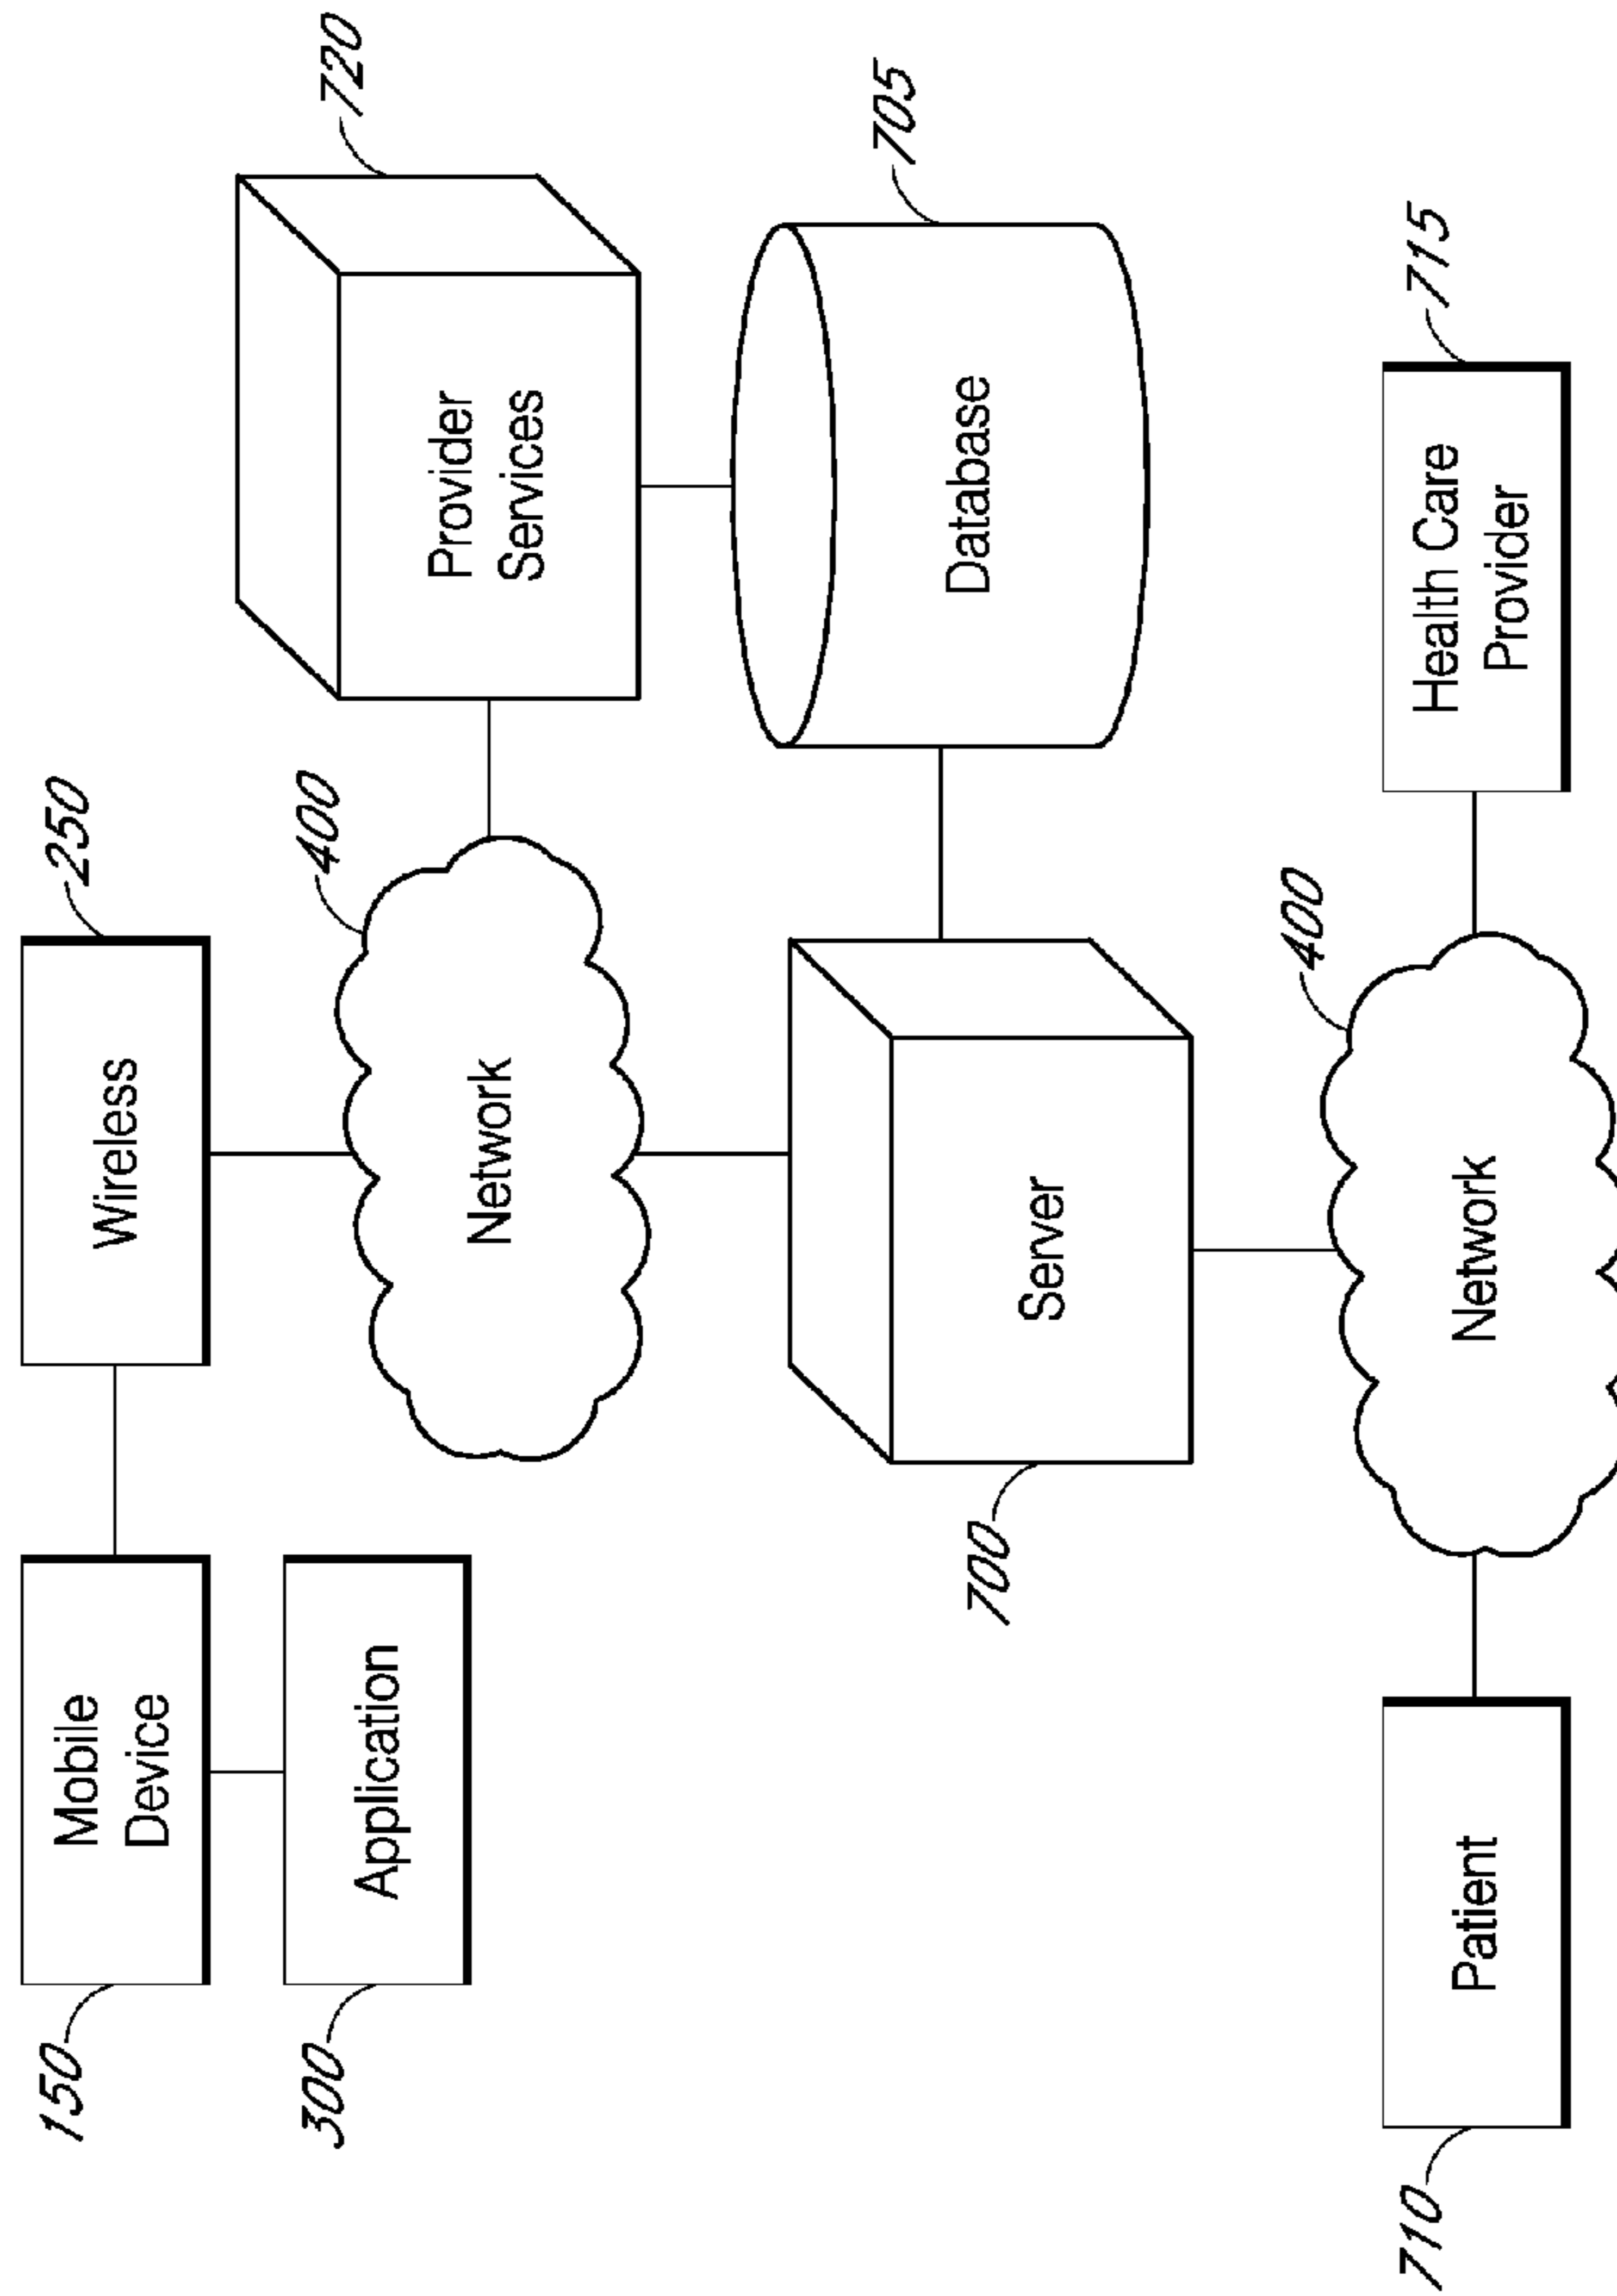 150
Mobile
Device
Wireless
250
300
Application
400
Network
Provider
Services
720
700
Server
Database
705
710
Patient
400
Network
Health Care
Provider
715